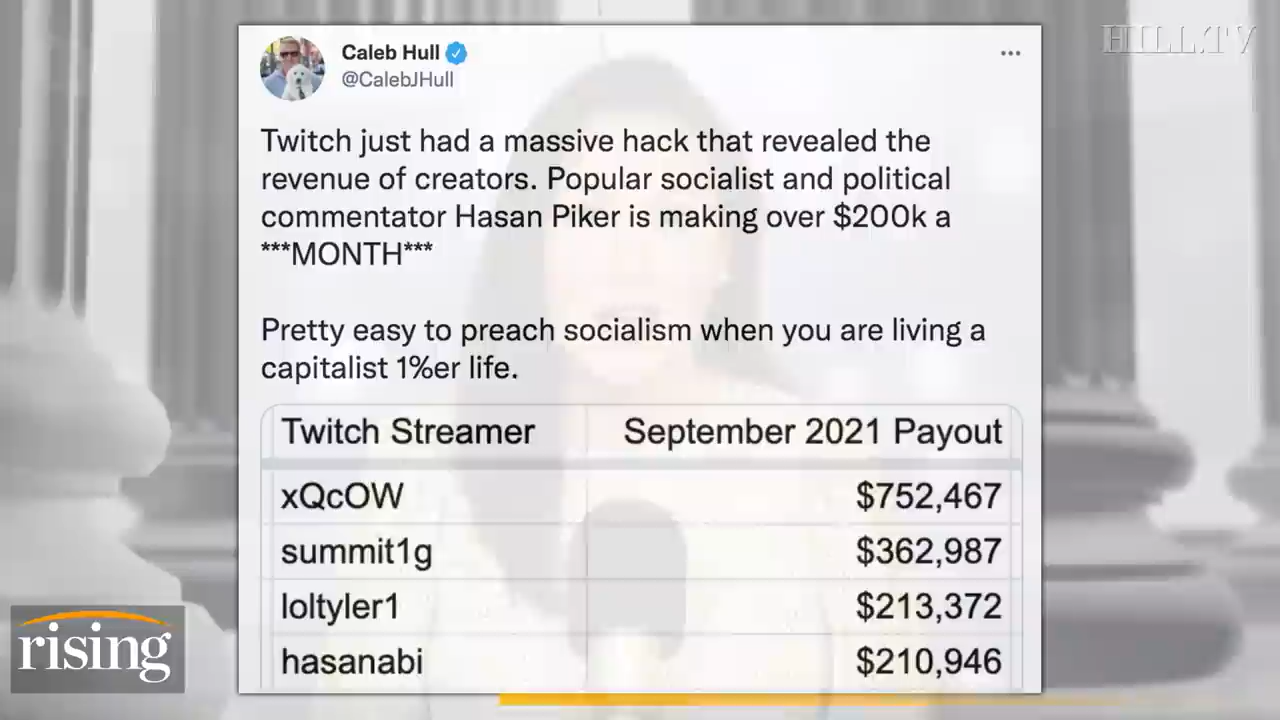 HILL.TV
Caleb Hull
@CalebJHull
Twitch just had a massive hack that revealed the
revenue of creators. Popular socialist and political
commentator Hasan Piker is making over $200k a
***MONTH***
Pretty easy to preach socialism when you are living a
capitalist 1%er life.
Twitch Streamer September 2021 Payout
xQcOW $752,467
summit1g $362,987
loltyler1 $213,372
hasanabi $210,946
rising